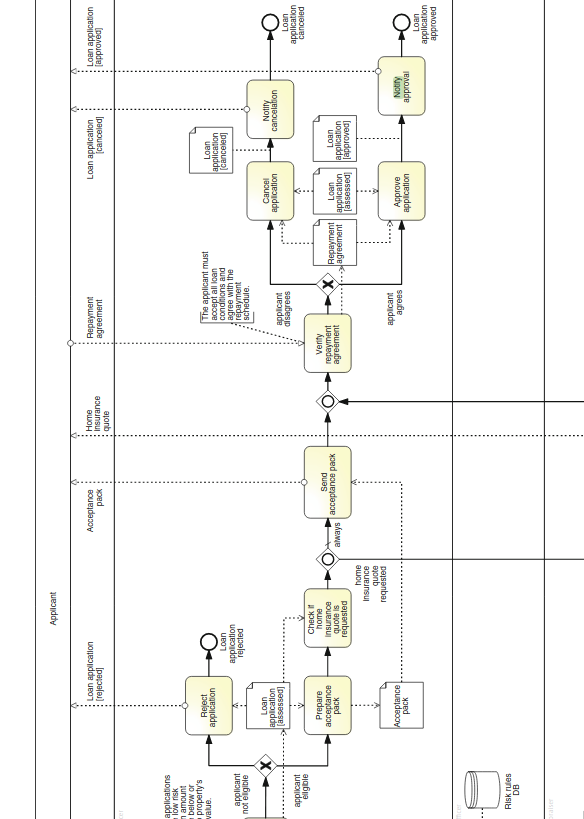 Loan application
[approved]
Loan application
[canceled]
Repayment
agreement
Home
insurance
quote
Acceptance
pack
Applicant
Loan application
[rejected]
Loan
application
canceled
Loan
application
approved
Notify
cancelation
Notify
approval
Loan
application
[canceled]
Loan
application
[approved]
Cancel
application
Loan
application
[assessed]
Approve
application
Repayment
agreement
The applicant must
accept all loan
conditions and
agree with the
repayment
schedule.
applicant
disagrees
applicant
agrees
Verify
repayment
agreement
Send
acceptance pack
always
home
insurance
quote
requested
Check if
home
insurance
quote is
requested
Loan
application
rejected
Reject
application
Loan
application
[assessed]
Prepare
acceptance
pack
Acceptance
pack
applications
low risk
amount
below or
property's
value.
applicant
not eligible
applicant
eligible
Risk rules
DB